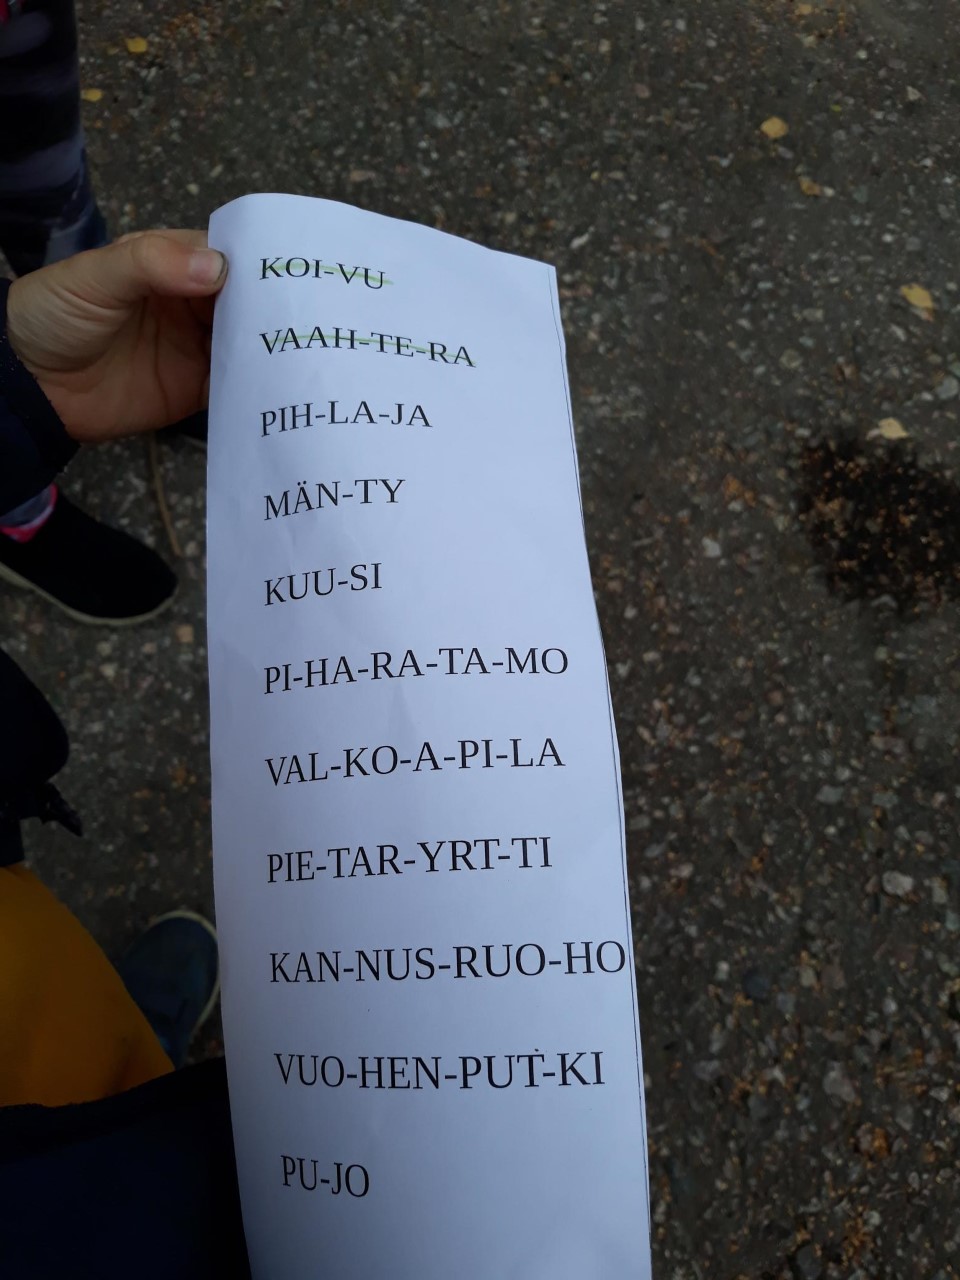 KOI-VU
VAAH-TE-RA
PIH-LA-JA
MÄN-TY
KUU-SI
PI-HA-RA-TA-MO
VAL-KO-A-PI-LA
PIE-TAR-YRT-TI
KAN-NUS-RUO-HO
VUO-HEN-PUT-KI
PU-JO